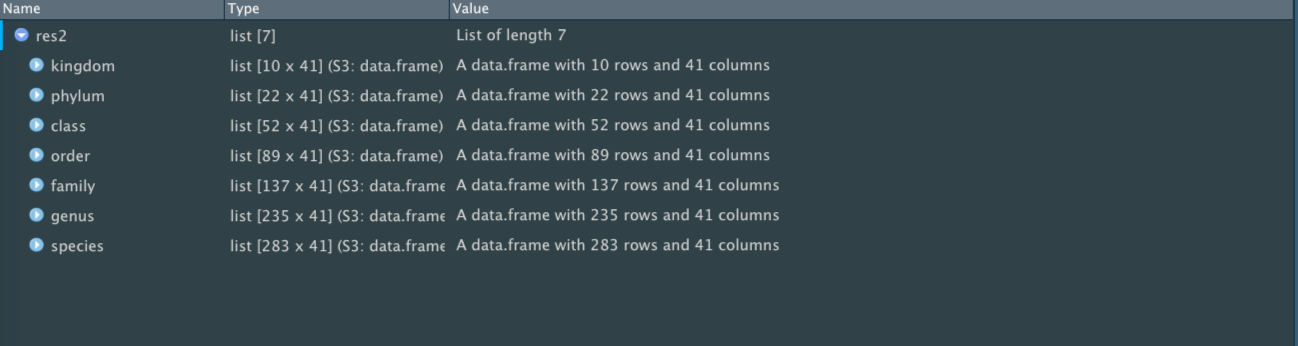 Name Type Value
res2 list [7] List of length 7
kingdom list [10 x 41] (S3: data.frame) A data.frame with 10 rows and 41 columns
phylum list [22 x 41] (S3: data.frame) A data.frame with 22 rows and 41 columns
class list [52 x 41] (S3: data.frame) A data.frame with 52 rows and 41 columns
order list [89 x 41] (S3: data.frame) A data.frame with 89 rows and 41 columns
family list [137 x 41] (S3: data.frame A data.frame with 137 rows and 41 columns
genus list [235 x 41] (S3: data.frame A data.frame with 235 rows and 41 columns
species list [283 x 41] (S3: data.frame A data.frame with 283 rows and 41 columns